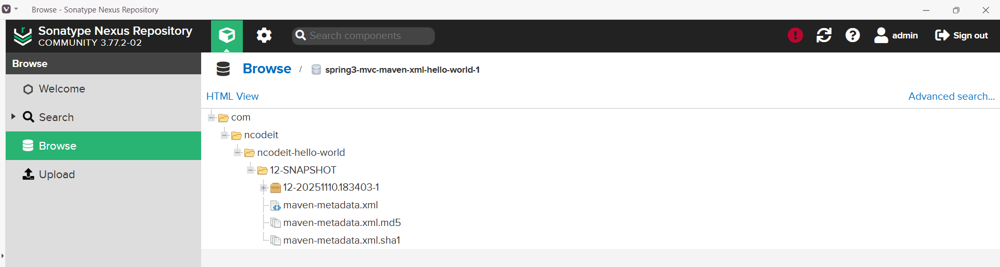 Browse - Sonatype Nexus Repository
Sonatype Nexus Repository
COMMUNITY 3.77.2-02
Search components
admin
Sign out
Browse
Welcome
Search
Browse
Upload
Browse / spring3-mvc-maven-xml-hello-world-1
HTML View
Advanced search...
com
ncodeit
ncodeit-hello-world
12-SNAPSHOT
12-20251110.183403-1
maven-metadata.xml
maven-metadata.xml.md5
maven-metadata.xml.sha1